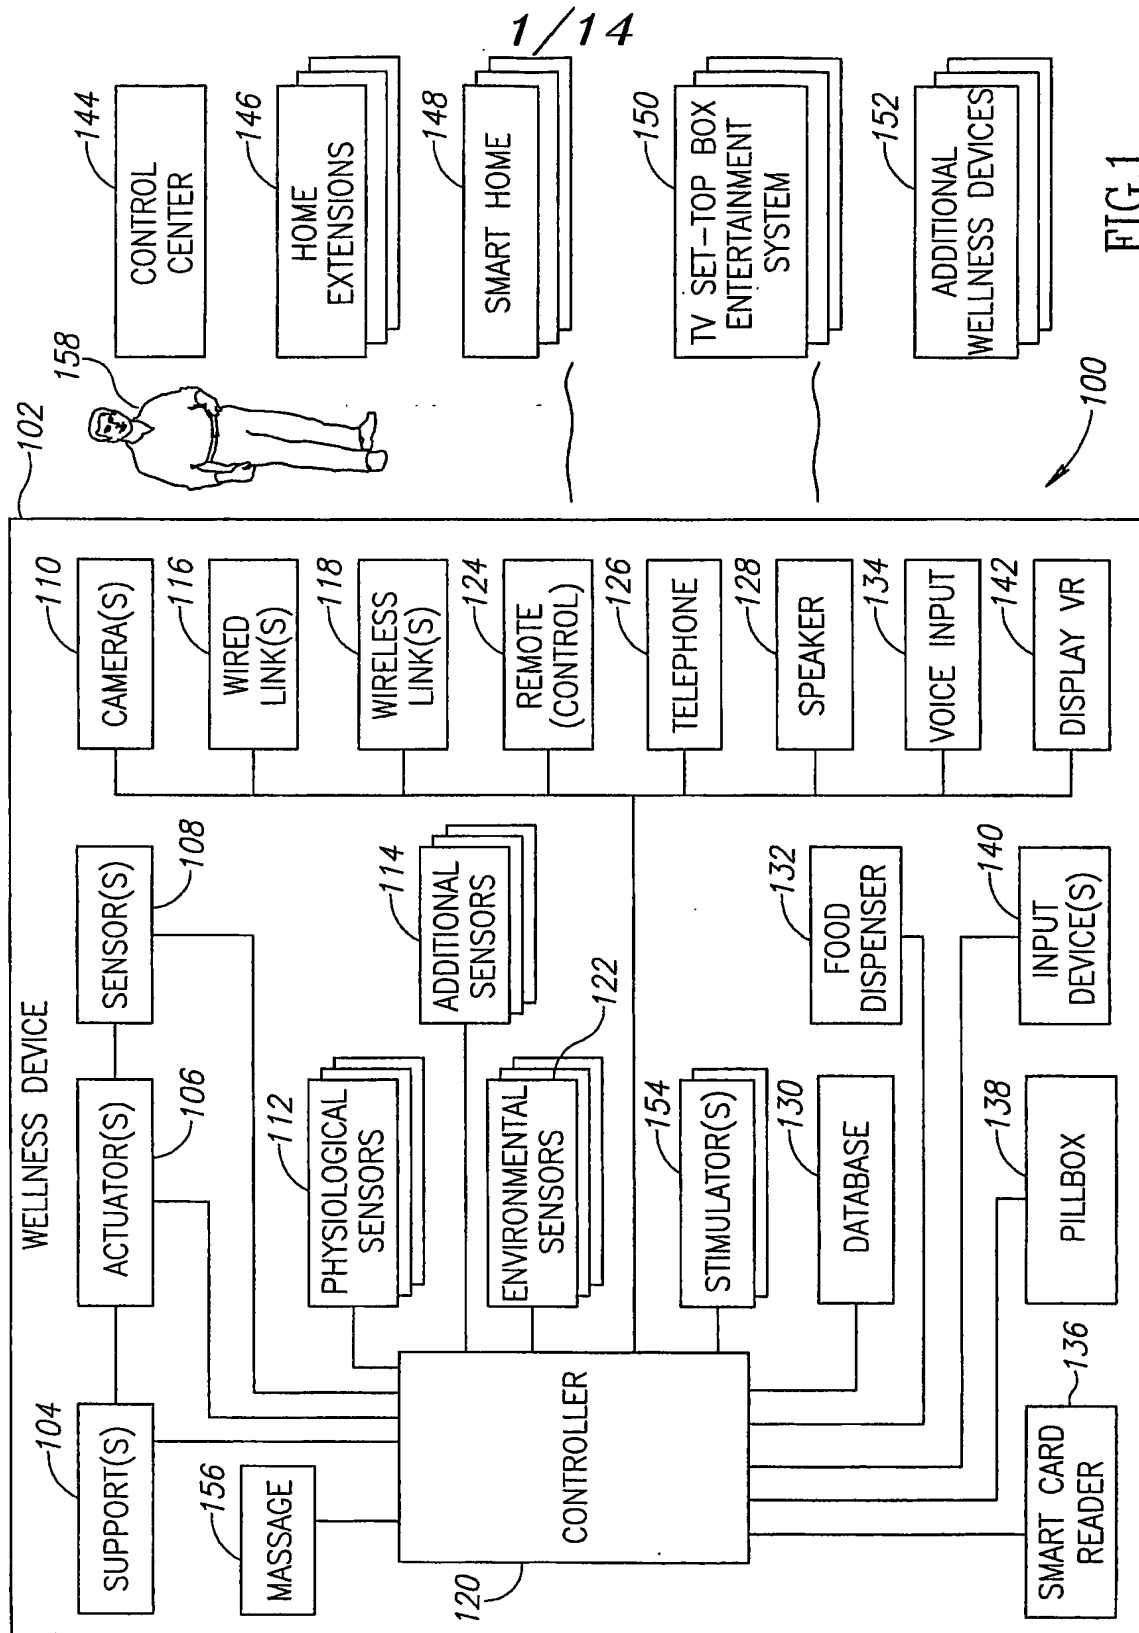 1/14
WELLNESS DEVICE
102
104
SUPPORT(S)
106
ACTUATOR(S)
108
SENSOR(S)
110
CAMERA(S)
158
144
CONTROL
CENTER
156
MASSAGE
116
WIRED
LINK(S)
146
HOME
EXTENSIONS
112
PHYSIOLOGICAL
SENSORS
114
ADDITIONAL
SENSORS
118
WIRELESS
LINK(S)
148
SMART HOME
120
CONTROLLER
ENVIRONMENTAL
SENSORS
122
124
REMOTE
(CONTROL)
154
STIMULATOR(S)
126
TELEPHONE
150
TV SET-TOP BOX
ENTERTAINMENT
SYSTEM
130
DATABASE
132
FOOD
DISPENSER
128
SPEAKER
134
VOICE INPUT
152
ADDITIONAL
WELLNESS DEVICES
136
SMART CARD
READER
138
PILLBOX
140
INPUT
DEVICE(S)
142
DISPLAY VR
100
FIG.1